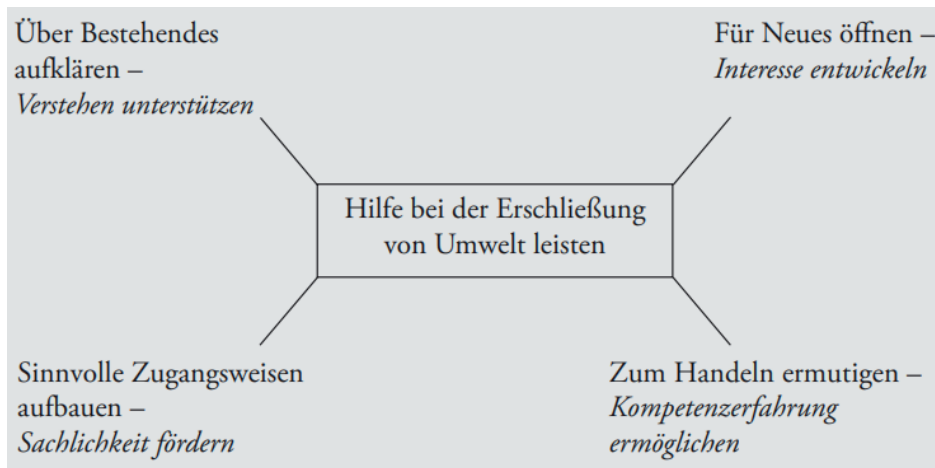 Über Bestehendes
aufklären –
Verstehen unterstützen
Für Neues öffnen –
Interesse entwickeln
Hilfe bei der Erschließung
von Umwelt leisten
Sinnvolle Zugangsweisen
aufbauen –
Sachlichkeit fördern
Zum Handeln ermutigen –
Kompetenzerfahrung
ermöglichen